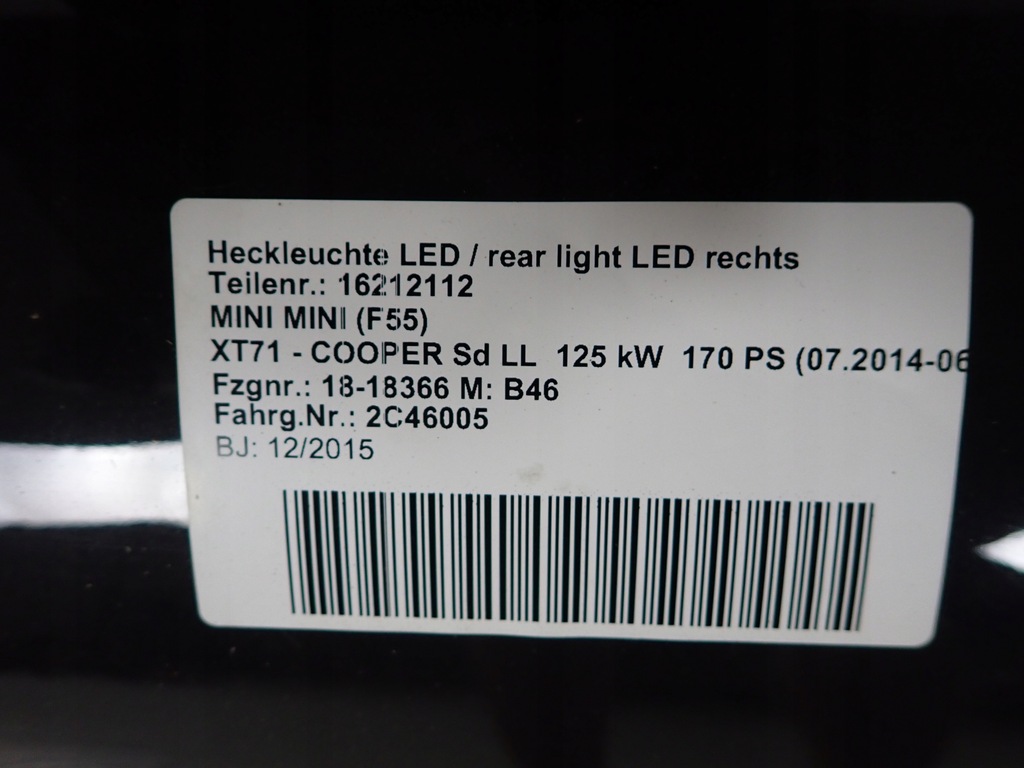 Heckleuchte LED / rear light LED rechts
Teilenr.: 16212112
MINI MINI (F55)
XT71 - COOPER Sd LL 125 kW 170 PS (07.2014-06
Fzgnr.: 18-18366 M: B46
Fahrg.Nr.: 2C46005
BJ: 12/2015